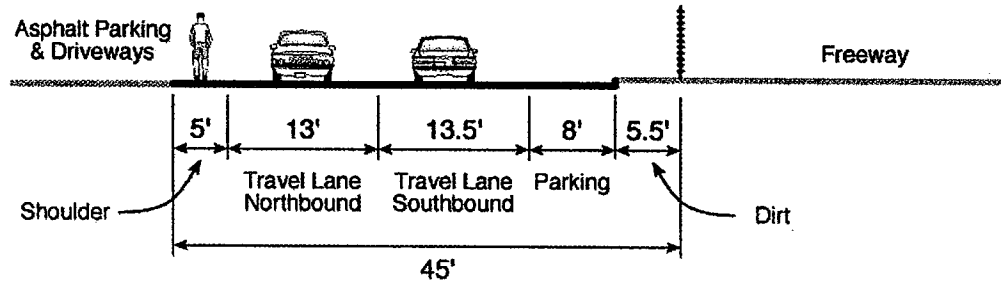 Asphalt Parking
& Driveways
Freeway
5'
13'
13.5'
8'
5.5'
Travel Lane
Northbound
Travel Lane
Southbound
Parking
Shoulder
Dirt
45'